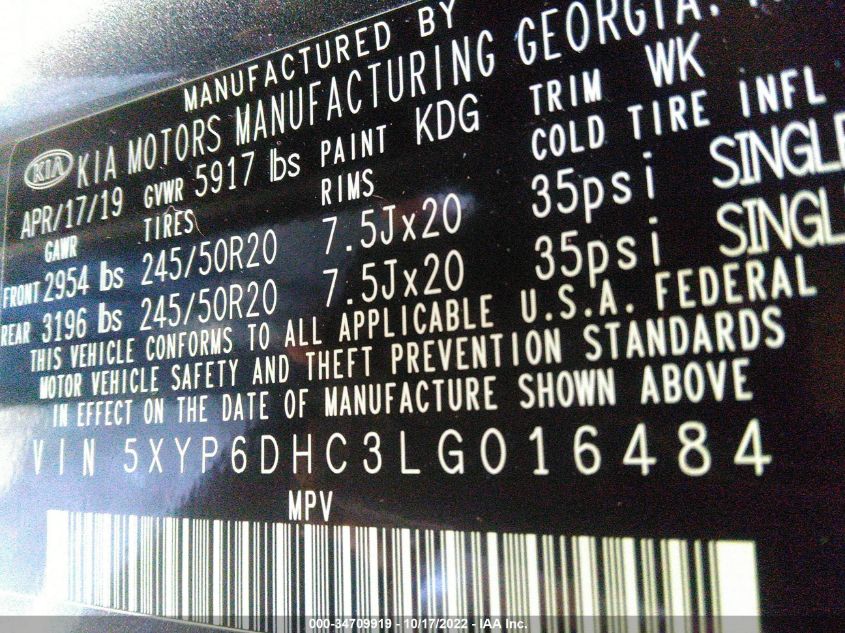 MANUFACTURED BY
KIA KIA MOTORS MANUFACTURING GEORGIA.
APR/17/19 GVWR 5917 lbs PAINT KDG TRIM WK
GAWR TIRES RIMS COLD TIRE INFL
FRONT 2954 lbs 245/50R20 7.5Jx20 35psi SINGLE
REAR 3196 lbs 245/50R20 7.5Jx20 35psi SINGL
THIS VEHICLE CONFORMS TO ALL APPLICABLE U.S.A. FEDERAL
MOTOR VEHICLE SAFETY AND THEFT PREVENTION STANDARDS
IN EFFECT ON THE DATE OF MANUFACTURE SHOWN ABOVE
VIN 5XYP6DHC3LG016484
MPV
000-34709919 - 10/17/2022 - IAA Inc.